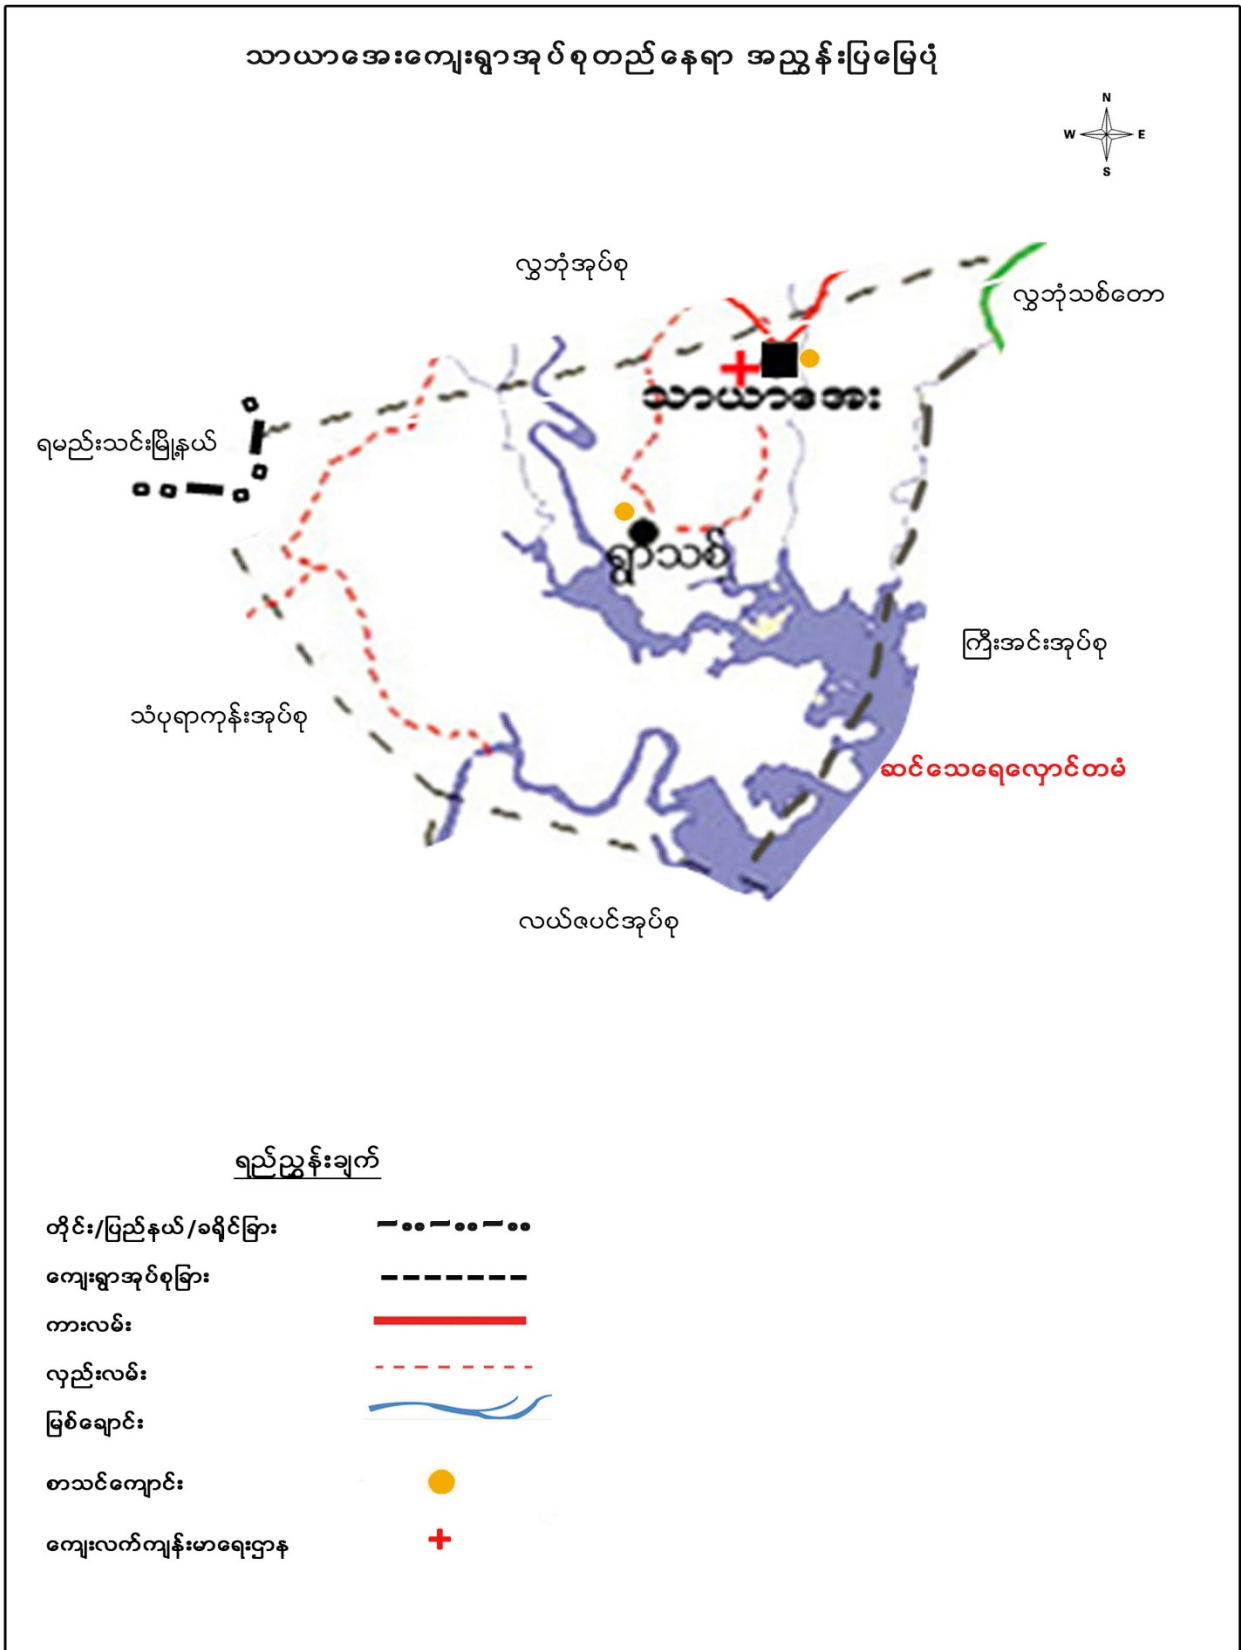 သာယာအေးကျေးရွာအုပ်စုတည်နေရာ အညွှန်းပြမြေပုံ
N
W E
S
လွှဘုံအုပ်စု
လွှဘုံသစ်တော
သာယာအေး
ရမည်းသင်းမြို့နယ်
ရွာသစ်
ကြီးအင်းအုပ်စု
သံပုရာကုန်းအုပ်စု
ဆင်သေရေလှောင်တမံ
လယ်ဇပင်အုပ်စု
ရည်ညွှန်းချက်
တိုင်း/ပြည်နယ်/ခရိုင်ခြား
ကျေးရွာအုပ်စုခြား
ကားလမ်း
လှည်းလမ်း
မြစ်ချောင်း
စာသင်ကျောင်း
ကျေးလက်ကျန်းမာရေးဌာန